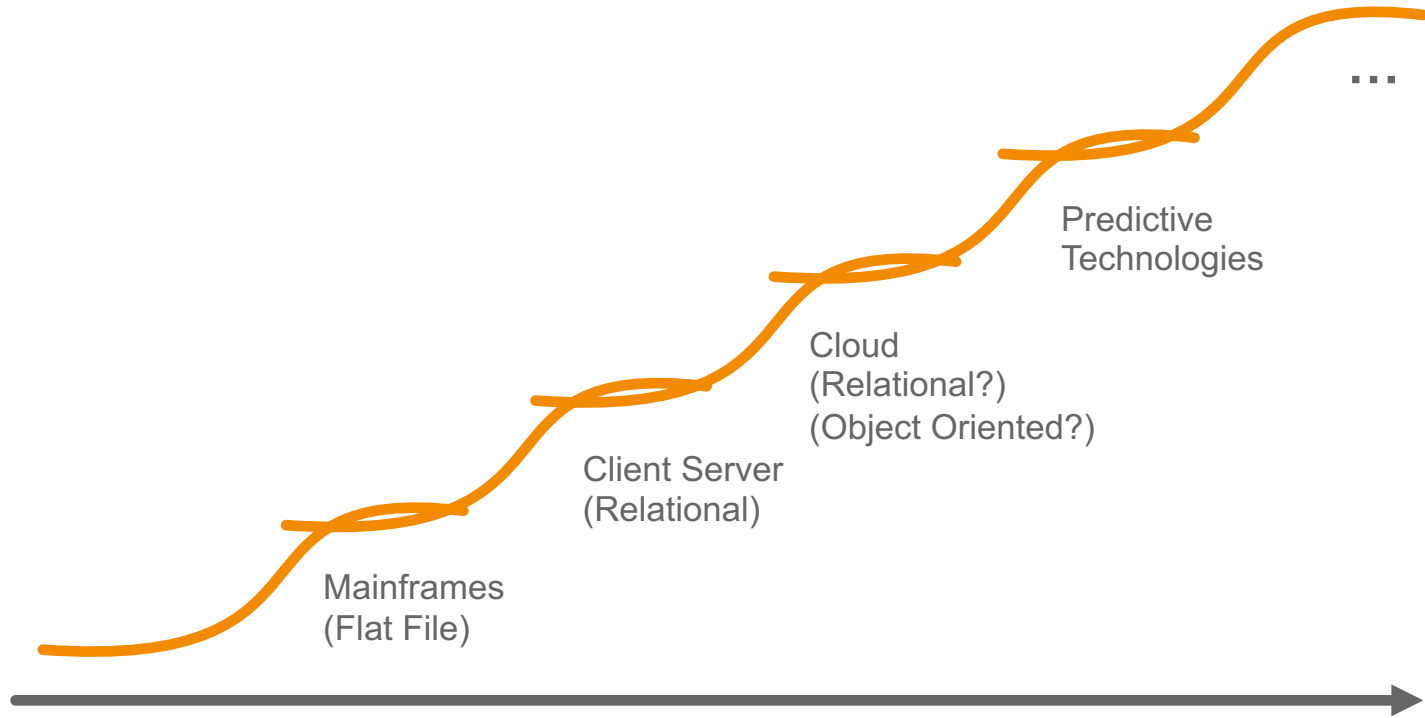 ...
Predictive
Technologies
Cloud
(Relational?)
(Object Oriented?)
Client Server
(Relational)
Mainframes
(Flat File)